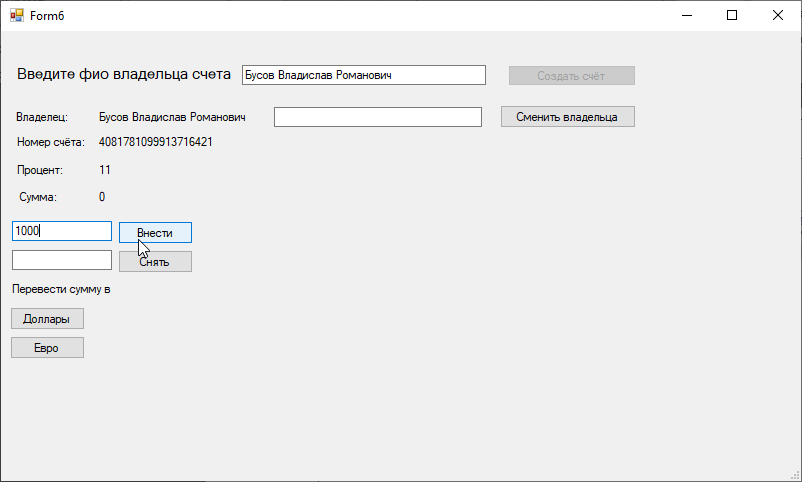 Form6
Введите фио владельца счета Бусов Владислав Романович Создать счёт
Владелец: Бусов Владислав Романович Сменить владельца
Номер счёта: 4081781099913716421
Процент: 11
Сумма: 0
1000 Внести
Снять
Перевести сумму в
Доллары
Евро